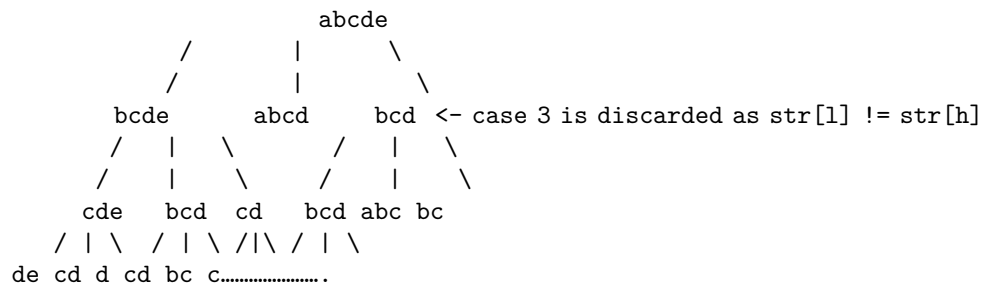 abcde
/ | \
/ | \
bcde abcd bcd <- case 3 is discarded as str[l] != str[h]
/ | \ / | \
/ | \ / | \
cde bcd cd bcd abc bc
/ | \ / | \ /|\ / | \
de cd d cd bc c………………….